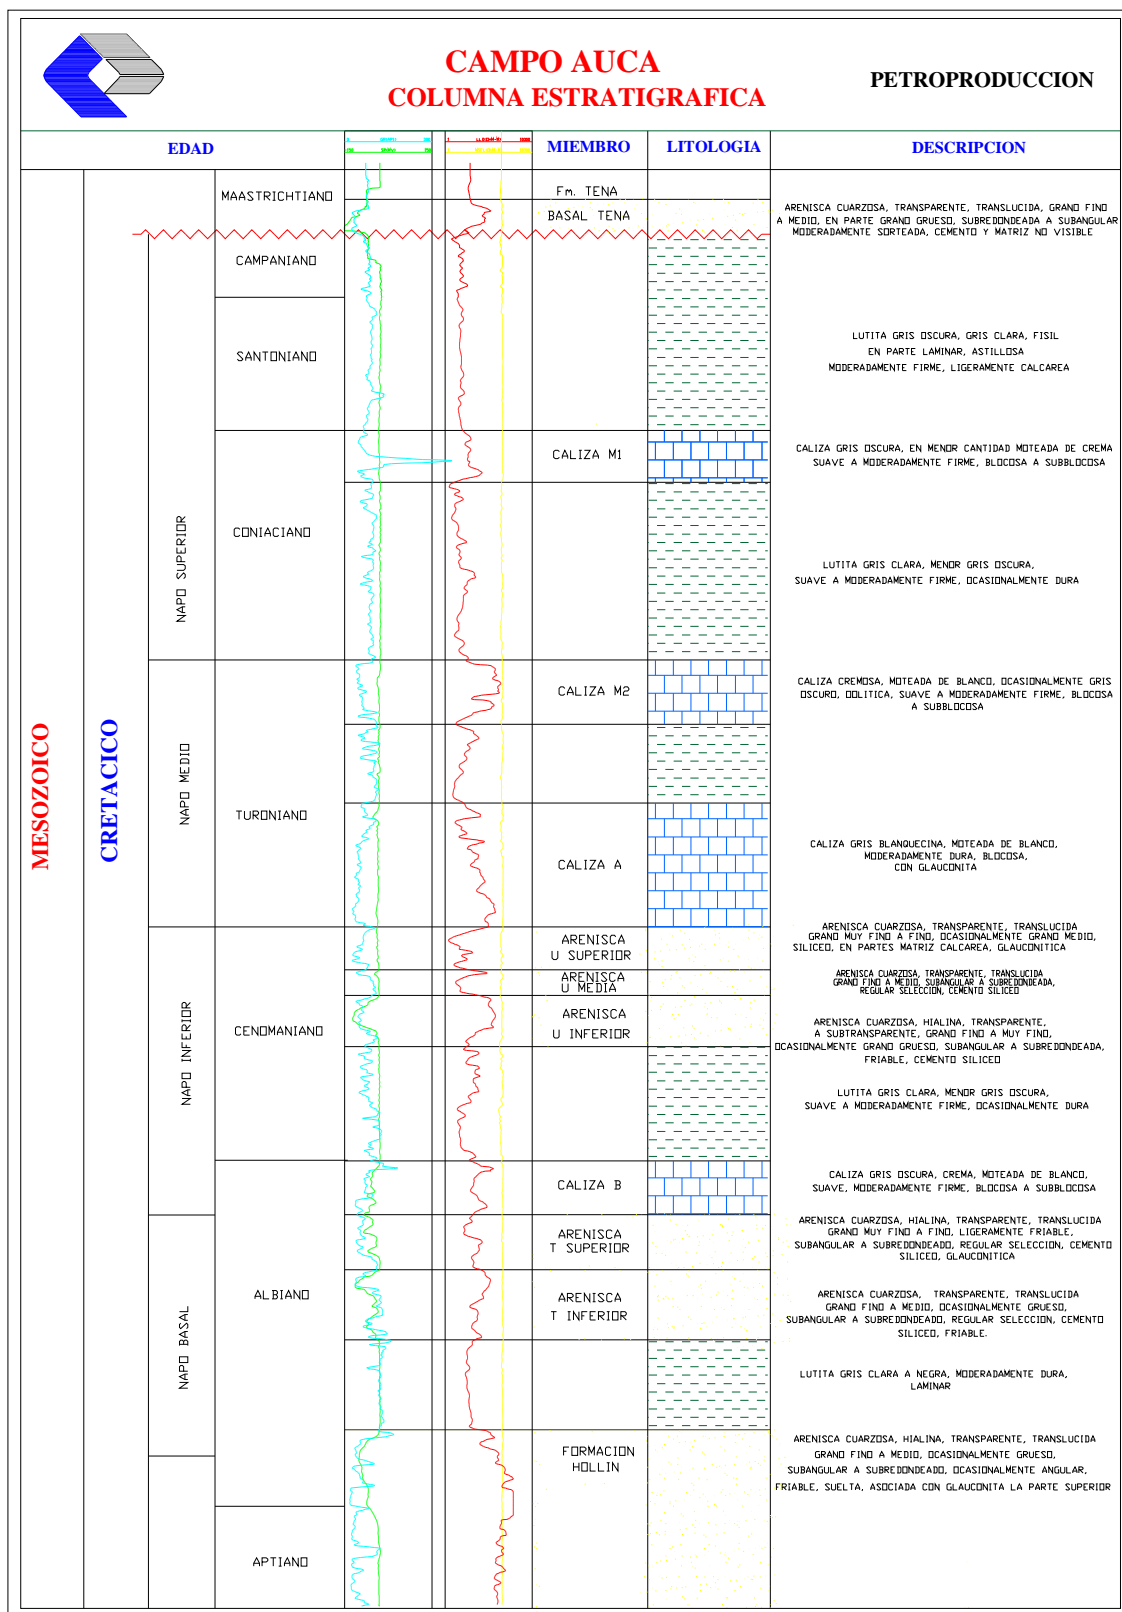 CAMPO AUCA
COLUMNA ESTRATIGRAFICA
PETROPRODUCCION
EDAD
MIEMBRO
LITOLOGIA
DESCRIPCION
MESOZOICO
CRETACICO
NAPO SUPERIOR
NAPO MEDIO
NAPO INFERIOR
NAPO BASAL
MAASTRICHTIANO
CAMPANIANO
SANTONIANO
CONIACIANO
TURONIANO
CENOMANIANO
ALBIANO
APTIANO
Fm. TENA
BASAL TENA
ARENISCA CUARZOSA, TRANSPARENTE, TRANSLUCIDA, GRANO FINO
A MEDIO, EN PARTE GRANO GRUESO, SUBREDONDEADA A SUBANGULAR
MODERADAMENTE SORTEADA, CEMENTO Y MATRIZ NO VISIBLE
LUTITA GRIS OSCURA, GRIS CLARA, FISIL
EN PARTE LAMINAR, ASTILLOSA
MODERADAMENTE FIRME, LIGERAMENTE CALCAREA
CALIZA M1
CALIZA GRIS OSCURA, EN MENOR CANTIDAD MOTEADA DE CREMA
SUAVE A MODERADAMENTE FIRME, BLOCOSA A SUBBLOCOSA
LUTITA GRIS CLARA, MENOR GRIS OSCURA,
SUAVE A MODERADAMENTE FIRME, OCASIONALMENTE DURA
CALIZA M2
CALIZA CREMOSA, MOTEADA DE BLANCO, OCASIONALMENTE GRIS
OSCURO, OOLITICA, SUAVE A MODERADAMENTE FIRME, BLOCOSA
A SUBBLOCOSA
CALIZA A
CALIZA GRIS BLANQUECINA, MOTEADA DE BLANCO,
MODERADAMENTE DURA, BLOCOSA,
CON GLAUCONITA
ARENISCA
U SUPERIOR
ARENISCA CUARZOSA, TRANSPARENTE, TRANSLUCIDA
GRANO MUY FINO A FINO, OCASIONALMENTE GRANO MEDIO,
SILICEO, EN PARTES MATRIZ CALCAREA, GLAUCONITICA
ARENISCA
U MEDIA
ARENISCA CUARZOSA, TRANSPARENTE, TRANSLUCIDA
GRANO FINO A MEDIO, SUBANGULAR A SUBREDONDEADA,
REGULAR SELECCION, CEMENTO SILICEO
ARENISCA
U INFERIOR
ARENISCA CUARZOSA, HIALINA, TRANSPARENTE,
A SUBTRANSPARENTE, GRANO FINO A MUY FINO,
OCASIONALMENTE GRANO GRUESO, SUBANGULAR A SUBREDONDEADA,
FRIABLE, CEMENTO SILICEO
LUTITA GRIS CLARA, MENOR GRIS OSCURA,
SUAVE A MODERADAMENTE FIRME, OCASIONALMENTE DURA
CALIZA B
CALIZA GRIS OSCURA, CREMA, MOTEADA DE BLANCO,
SUAVE, MODERADAMENTE FIRME, BLOCOSA A SUBBLOCOSA
ARENISCA
T SUPERIOR
ARENISCA CUARZOSA, HIALINA, TRANSPARENTE, TRANSLUCIDA
GRANO MUY FINO A FINO, LIGERAMENTE FRIABLE,
SUBANGULAR A SUBREDONDEADO, REGULAR SELECCION, CEMENTO
SILICEO, GLAUCONITICA
ARENISCA
T INFERIOR
ARENISCA CUARZOSA, TRANSPARENTE, TRANSLUCIDA
GRANO FINO A MEDIO, OCASIONALMENTE GRUESO,
SUBANGULAR A SUBREDONDEADO, REGULAR SELECCION, CEMENTO
SILICEO, FRIABLE.
LUTITA GRIS CLARA A NEGRA, MODERADAMENTE DURA,
LAMINAR
FORMACION
HOLLIN
ARENISCA CUARZOSA, HIALINA, TRANSPARENTE, TRANSLUCIDA
GRANO FINO A MEDIO, OCASIONALMENTE GRUESO,
SUBANGULAR A SUBREDONDEADO, OCASIONALMENTE ANGULAR,
FRIABLE, SUELTA, ASOCIADA CON GLAUCONITA LA PARTE SUPERIOR